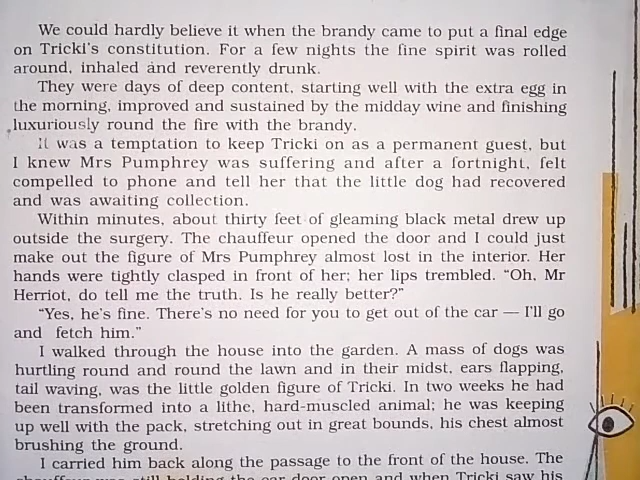 We could hardly believe it when the brandy came to put a final edge
on Tricki's constitution. For a few nights the fine spirit was rolled
around, inhaled and reverently drunk.
They were days of deep content, starting well with the extra egg in
the morning, improved and sustained by the midday wine and finishing
luxuriously round the fire with the brandy.
It was a temptation to keep Tricki on as a permanent guest, but
I knew Mrs Pumphrey was suffering and after a fortnight, felt
compelled to phone and tell her that the little dog had recovered
and was awaiting collection.
Within minutes, about thirty feet of gleaming black metal drew up
outside the surgery. The chauffeur opened the door and I could just
make out the figure of Mrs Pumphrey almost lost in the interior. Her
hands were tightly clasped in front of her; her lips trembled. “Oh, Mr
Herriot, do tell me the truth. Is he really better?”
“Yes, he's fine. There's no need for you to get out of the car — I'll go
and fetch him.”
I walked through the house into the garden. A mass of dogs was
hurtling round and round the lawn and in their midst, ears flapping,
tail waving, was the little golden figure of Tricki. In two weeks he had
been transformed into a lithe, hard-muscled animal; he was keeping
up well with the pack, stretching out in great bounds, his chest almost
brushing the ground.
I carried him back along the passage to the front of the house. The
chauffeur was still holding the car door open and when Tricki saw his